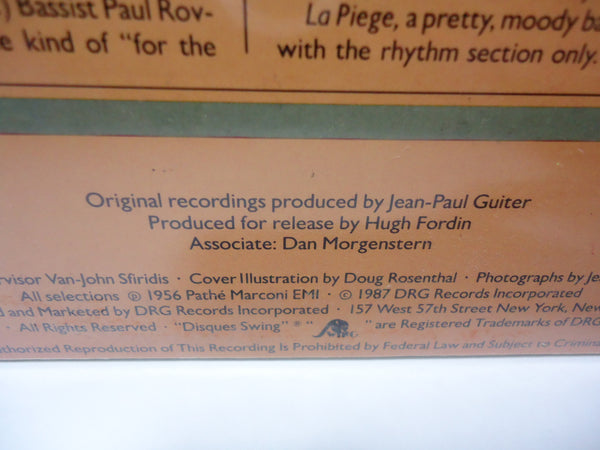 Bassist Paul Rov-
e kind of "for the
La Piege, a pretty, moody ba
with the rhythm section only.
Original recordings produced by Jean-Paul Guiter
Produced for release by Hugh Fordin
Associate: Dan Morgenstern
rvisor Van-John Sfiridis · Cover Illustration by Doug Rosenthal · Photographs by Je
All selections ℗ 1956 Pathé Marconi EMI · © 1987 DRG Records Incorporated
d and Marketed by DRG Records Incorporated · 157 West 57th Street New York, New
· All Rights Reserved · "Disques Swing" ® " DRG " are Registered Trademarks of DRG
uthorized Reproduction of This Recording Is Prohibited by Federal Law and Subject to Crimina